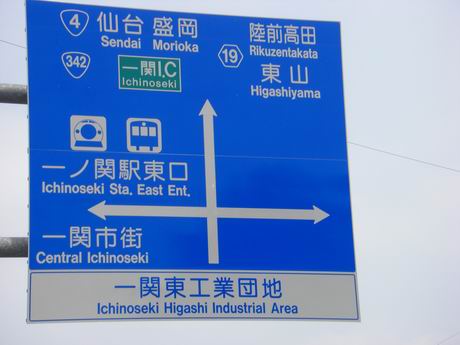 4 仙台 盛岡
Sendai Morioka
342
一関I.C
Ichinoseki
陸前高田
Rikuzentakata
19 東山
Higashiyama
一ノ関駅東口
Ichinoseki Sta. East Ent.
一関市街
Central Ichinoseki
一関東工業団地
Ichinoseki Higashi Industrial Area